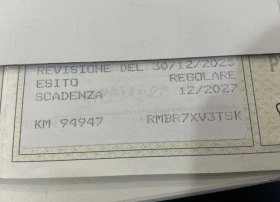 REVISIONE DEL 30/12/2025
ESITO REGOLARE
SCADENZA 12/2027
KM 94947 RMBR7XV3TSK